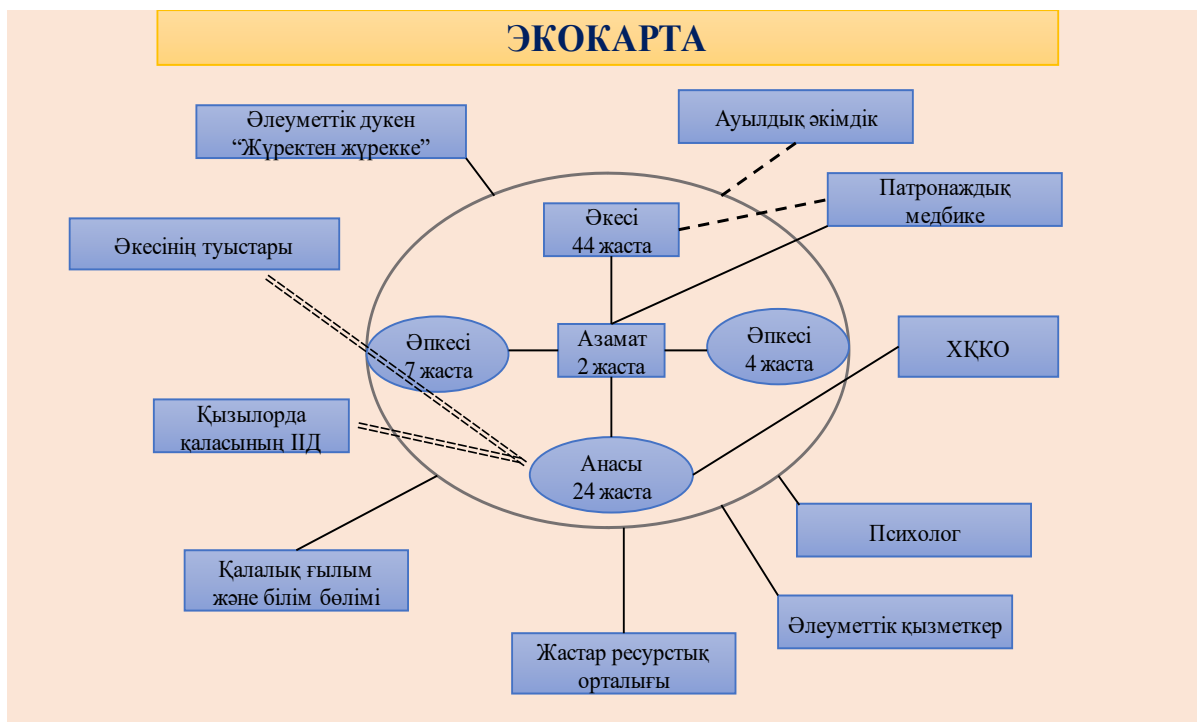 ЭКОКАРТА
Әлеуметтік дукен
“Жүректен жүрекке”
Ауылдық әкімдік
Патронаждық
медбике
Әкесі
44 жаста
Әкесінің туыстары
Әпкесі
7 жаста
Азамат
2 жаста
Әпкесі
4 жаста
ХҚКО
Қызылорда
қаласының ІІД
Анасы
24 жаста
Психолог
Қалалық ғылым
және білім бөлімі
Әлеуметтік қызметкер
Жастар ресурстық
орталығы